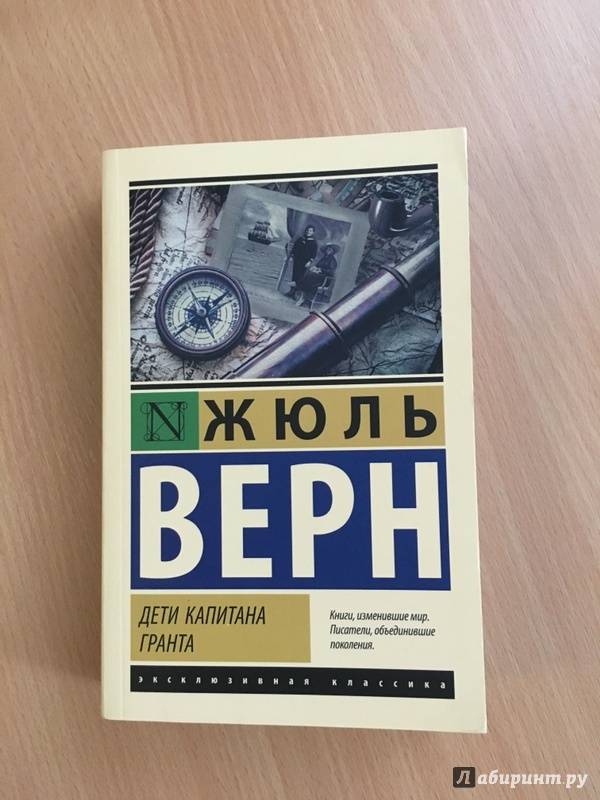 ЖЮЛЬ
ВЕРН
ДЕТИ КАПИТАНА
ГРАНТА
Книги, изменившие мир.
Писатели, объединившие
поколения.
эксклюзивная классика
Лабиринт.ру